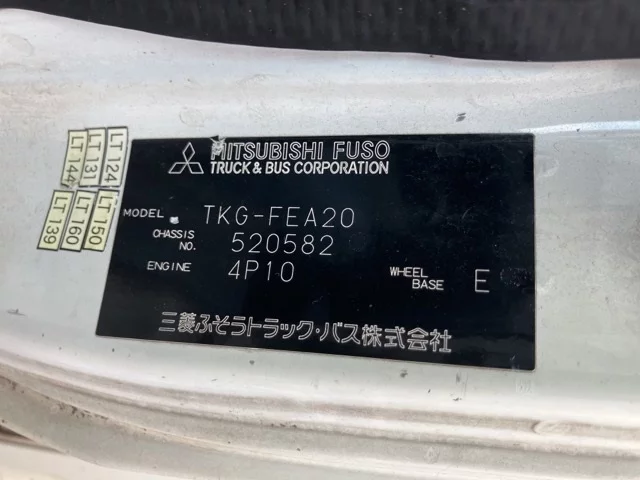 MITSUBISHI FUSO
TRUCK & BUS CORPORATION
LT 124
LT 131
LT 144
LT 150
LT 160
LT 139
MODEL TKG-FEA20
CHASSIS NO. 520582
ENGINE 4P10
WHEEL BASE E
三菱ふそうトラック・バス株式会社